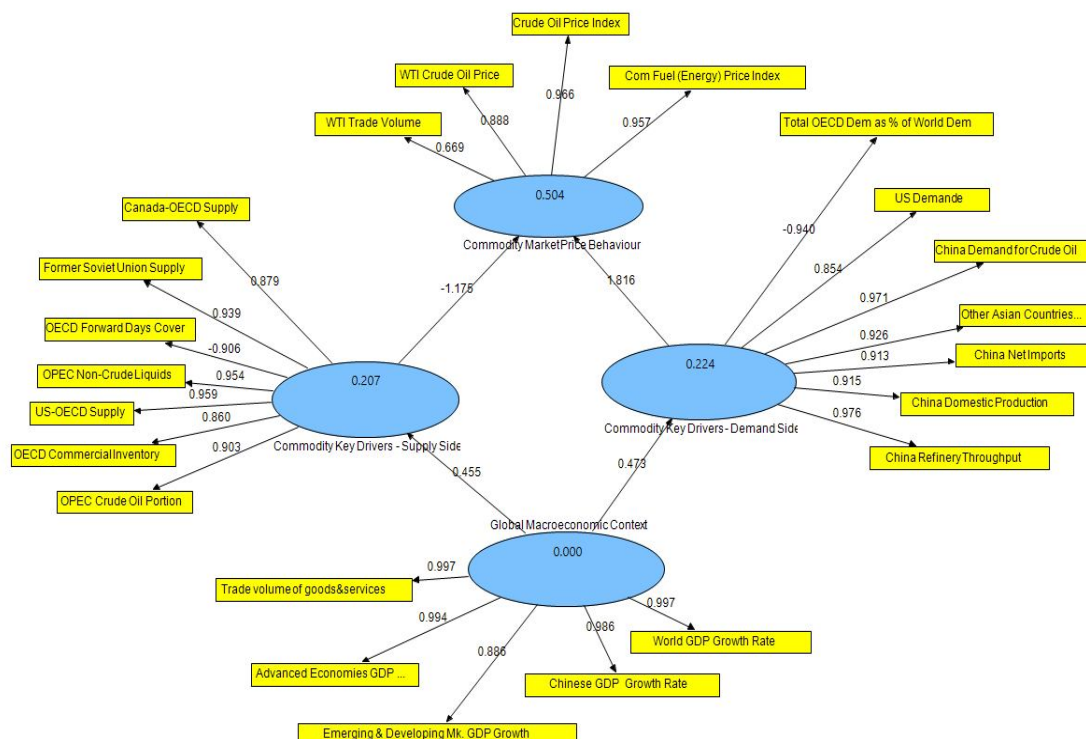 Crude Oil Price Index
WTI Crude Oil Price
Com Fuel (Energy) Price Index
WTI Trade Volume
Total OECD Dem as % of World Dem
0.966
0.888
0.957
0.669
0.504
Commodity Market Price Behaviour
US Demande
Canada-OECD Supply
-0.940
China Demand for Crude Oil
0.854
Former Soviet Union Supply
0.879
-1.175
1.816
0.971
Other Asian Countries...
0.939
0.926
OECD Forward Days Cover
0.913
China Net Imports
-0.906
OPEC Non-Crude Liquids
0.954
0.207
0.224
0.915
0.959
China Domestic Production
US-OECD Supply
0.860
0.976
Commodity Key Drivers - Supply Side
Commodity Key Drivers - Demand Side
OECD Commercial Inventory
0.903
China Refinery Throughput
0.455
0.473
OPEC Crude Oil Portion
Global Macroeconomic Context
0.000
0.997
Trade volume of goods&services
0.997
0.994
0.986
World GDP Growth Rate
0.886
Advanced Economies GDP ...
Chinese GDP Growth Rate
Emerging & Developing Mk. GDP Growth